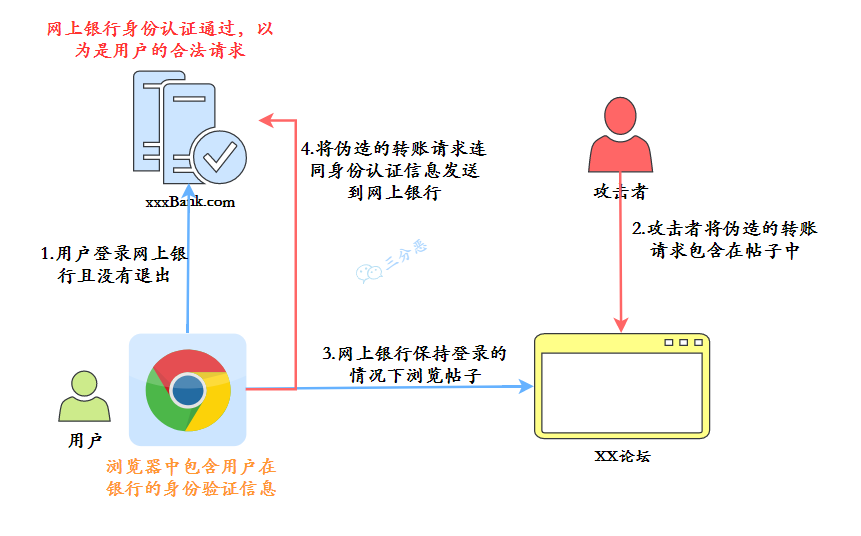 网上银行身份认证通过，以
为是用户的合法请求
xxxBank.com
4.将伪造的转账请求连
同身份认证信息发送
到网上银行
攻击者
2.攻击者将伪造的转账
请求包含在帖子中
1.用户登录网上银
行且没有退出
三分恶
3.网上银行保持登录的
情况下浏览帖子
用户
浏览器中包含用户在
银行的身份验证信息
XX论坛